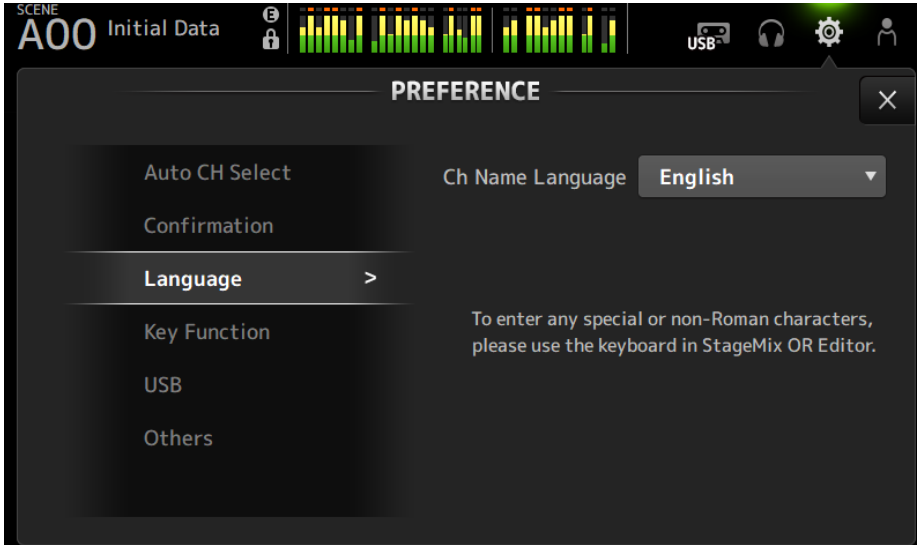 SCENE
A00 Initial Data
E
USB
PREFERENCE
Auto CH Select
Confirmation
Language >
Key Function
USB
Others
Ch Name Language English
To enter any special or non-Roman characters,
please use the keyboard in StageMix OR Editor.